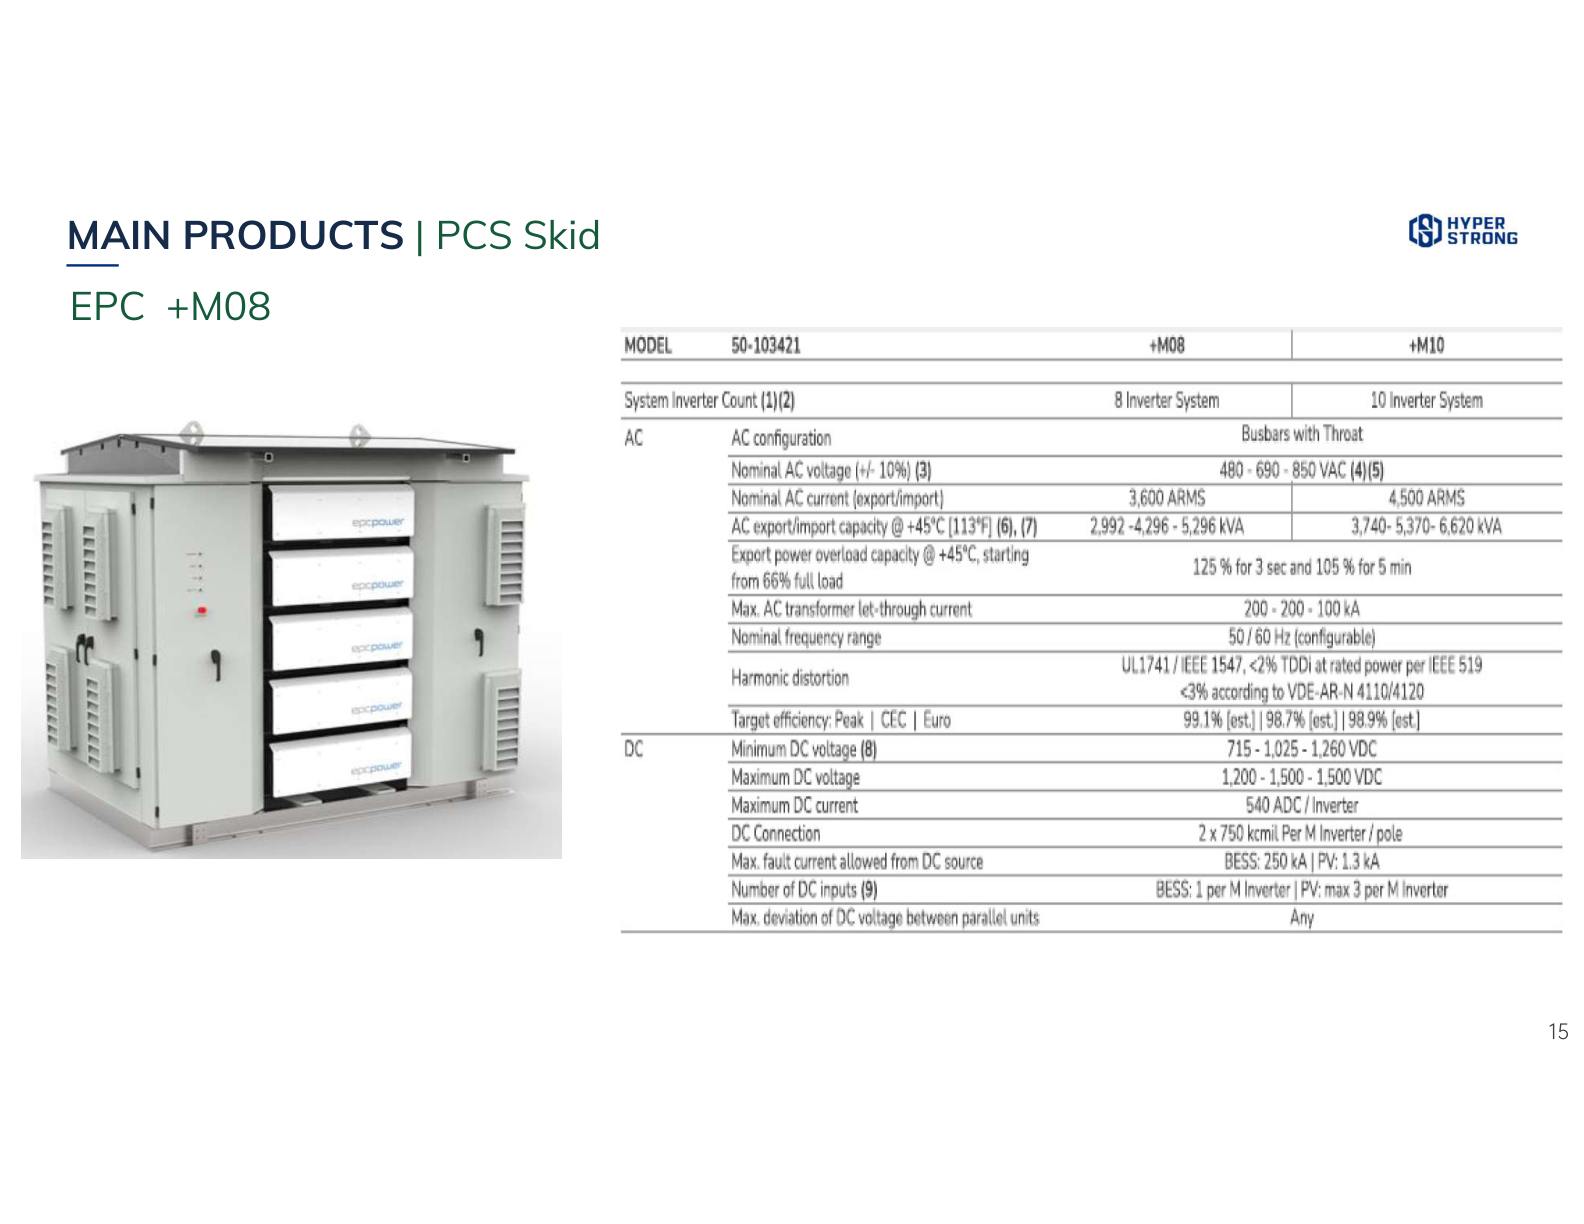 MAIN PRODUCTS | PCS Skid
HYPER
STRONG
EPC +M08
MODEL 50-103421 +M08 +M10
System Inverter Count (1)(2) 8 Inverter System 10 Inverter System
AC AC configuration Busbars with Throat
Nominal AC voltage (+/- 10%) (3) 480 - 690 - 850 VAC (4)(5)
Nominal AC current (export/import) 3,600 ARMS 4,500 ARMS
AC export/import capacity @ +45°C [113°F] (6), (7) 2,992 -4,296 - 5,296 kVA 3,740- 5,370- 6,620 kVA
Export power overload capacity @ +45°C, starting
from 66% full load 125 % for 3 sec and 105 % for 5 min
Max. AC transformer let-through current 200 - 200 - 100 kA
Nominal frequency range 50 / 60 Hz (configurable)
Harmonic distortion UL1741 / IEEE 1547, <2% TDDi at rated power per IEEE 519
<3% according to VDE-AR-N 4110/4120
Target efficiency: Peak | CEC | Euro 99.1% [est.] | 98.7% [est.] | 98.9% [est.]
DC Minimum DC voltage (8) 715 - 1,025 - 1,260 VDC
Maximum DC voltage 1,200 - 1,500 - 1,500 VDC
Maximum DC current 540 ADC / Inverter
DC Connection 2 x 750 kcmil Per M Inverter / pole
Max. fault current allowed from DC source BESS: 250 kA | PV: 1.3 kA
Number of DC inputs (9) BESS: 1 per M Inverter | PV: max 3 per M Inverter
Max. deviation of DC voltage between parallel units Any
epcpower
epcpower
epcpower
epcpower
epcpower
15